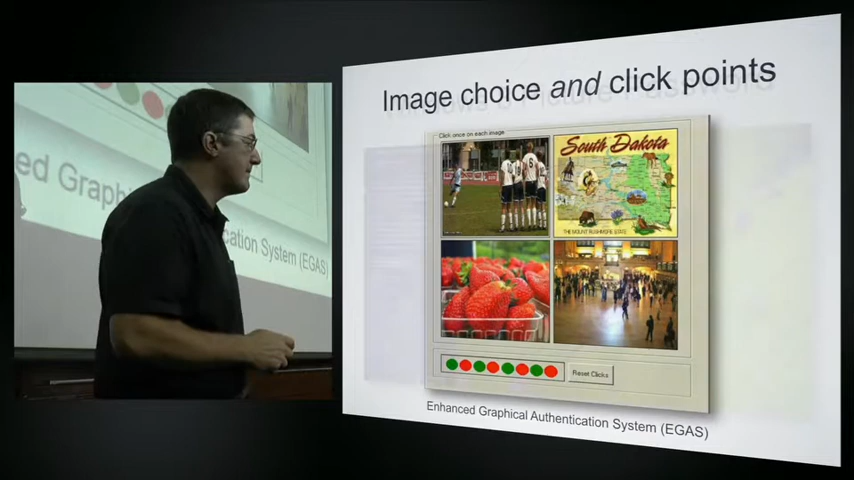 ed Graphical
cation System (EGAS)
Image choice and click points
Click once on each image
South Dakota
THE MOUNT RUSHMORE STATE
Reset Clicks
Enhanced Graphical Authentication System (EGAS)